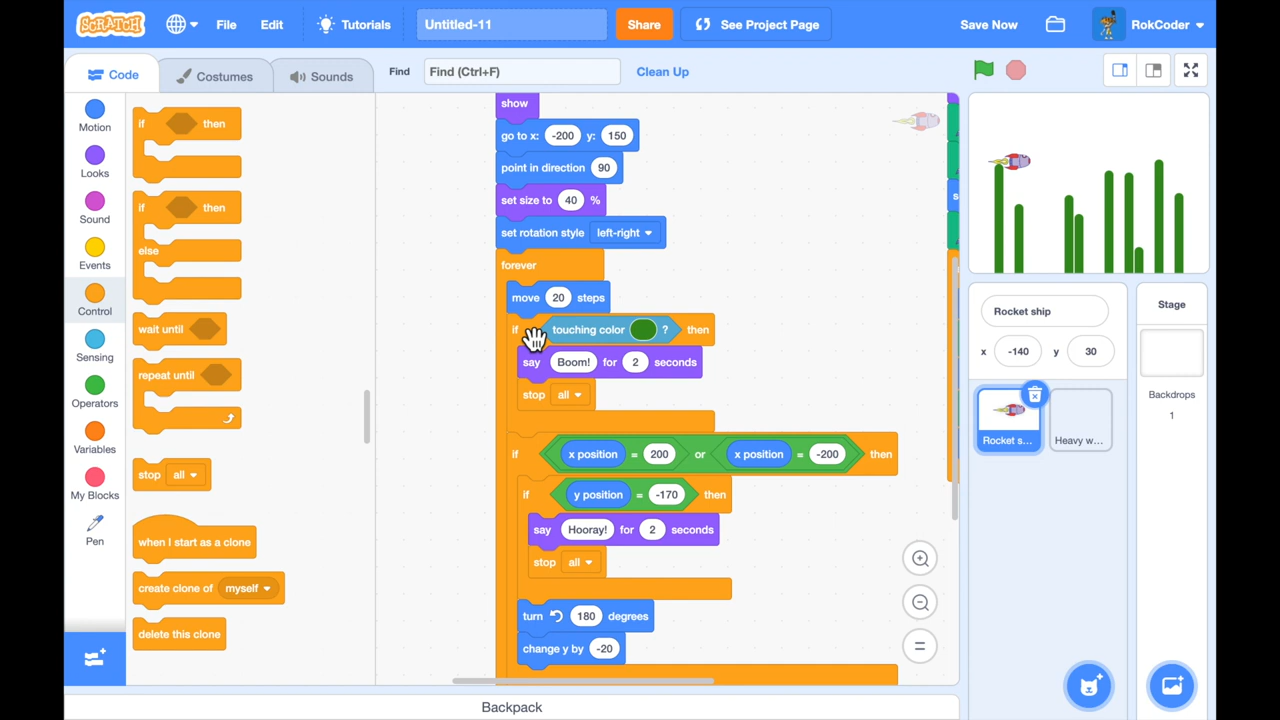 SCRATCH File Edit Tutorials Untitled-11 Share See Project Page Save Now RokCoder
Code Costumes Sounds Find Find (Ctrl+F) Clean Up
Motion
Looks
Sound
Events
Control
Sensing
Operators
Variables
My Blocks
Pen
if then
if then
else
wait until
repeat until
stop all
when I start as a clone
create clone of myself
delete this clone
show
go to x: -200 y: 150
point in direction 90
set size to 40 %
set rotation style left-right
forever
move 20 steps
if touching color ? then
say Boom! for 2 seconds
stop all
if x position = 200 or x position = -200 then
if y position = -170 then
say Hooray! for 2 seconds
stop all
turn 180 degrees
change y by -20
Rocket ship
x -140 y 30
Rocket s...
Heavy w...
Stage
Backdrops
1
Backpack